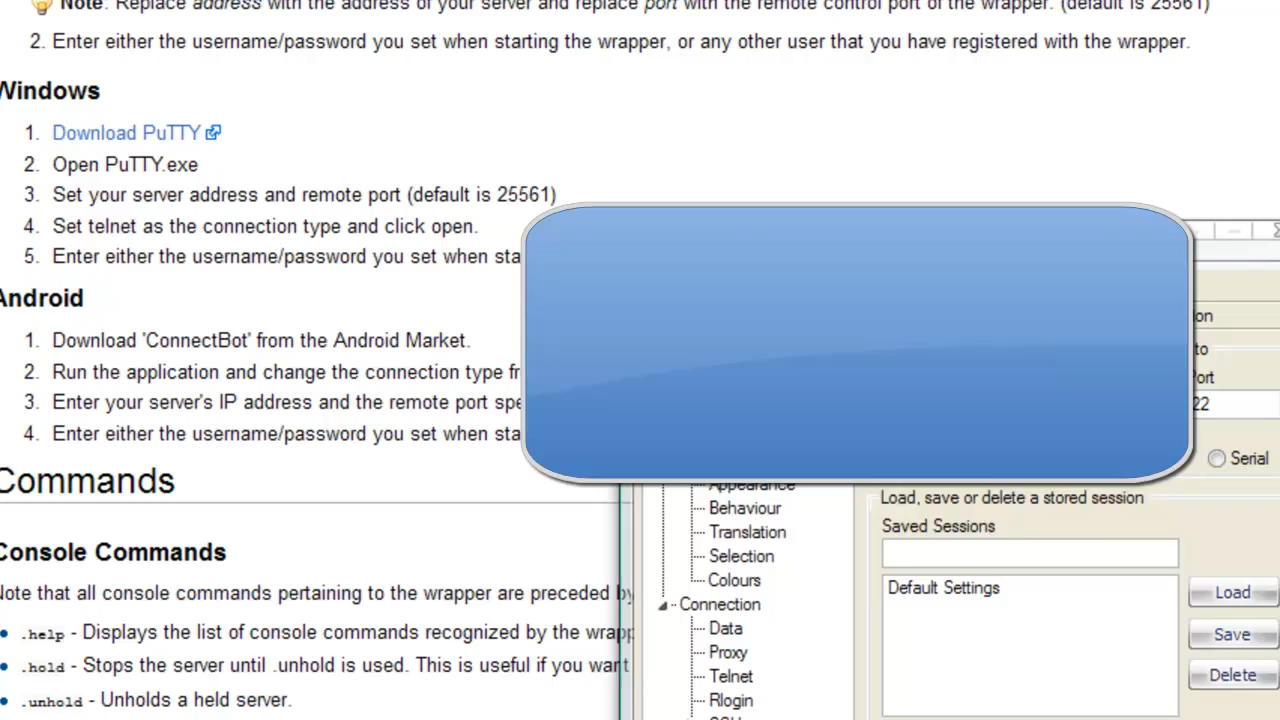 Note: Replace address with the address of your server and replace port with the remote control port of the wrapper. (default is 25561)
2. Enter either the username/password you set when starting the wrapper, or any other user that you have registered with the wrapper.
Windows
1. Download PuTTY
2. Open PuTTY.exe
3. Set your server address and remote port (default is 25561)
4. Set telnet as the connection type and click open.
5. Enter either the username/password you set when sta
Android
1. Download 'ConnectBot' from the Android Market.
2. Run the application and change the connection type fr
3. Enter your server's IP address and the remote port spe
4. Enter either the username/password you set when sta
Commands
Console Commands
Note that all console commands pertaining to the wrapper are preceded by
.help - Displays the list of console commands recognized by the wrapp
.hold - Stops the server until .unhold is used. This is useful if you want
.unhold - Unholds a held server.
on
to
Port
22
Serial
Appearance
Behaviour
Translation
Selection
Colours
Connection
Data
Proxy
Telnet
Rlogin
Load, save or delete a stored session
Saved Sessions
Default Settings
Load
Save
Delete